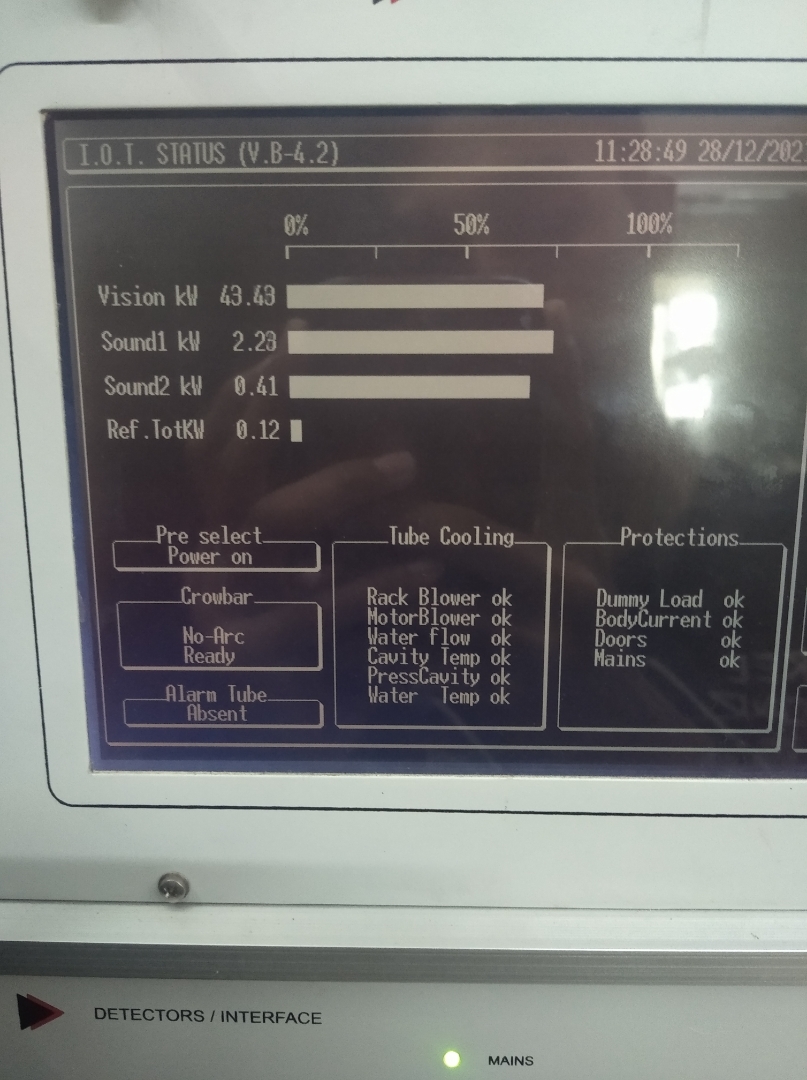 I.O.T. STATUS (V.B-4.2) 11:28:49 28/12/202
0% 50% 100%
Vision kW 43.43
Sound1 kW 2.23
Sound2 kW 0.41
Ref.TotKW 0.12
Pre select
Power on
Crowbar
No-Arc
Ready
Alarm Tube
Absent
Tube Cooling
Rack Blower ok
MotorBlower ok
Water flow ok
Cavity Temp ok
PressCavity ok
Water Temp ok
Protections
Dummy Load ok
BodyCurrent ok
Doors ok
Mains ok
DETECTORS / INTERFACE
MAINS